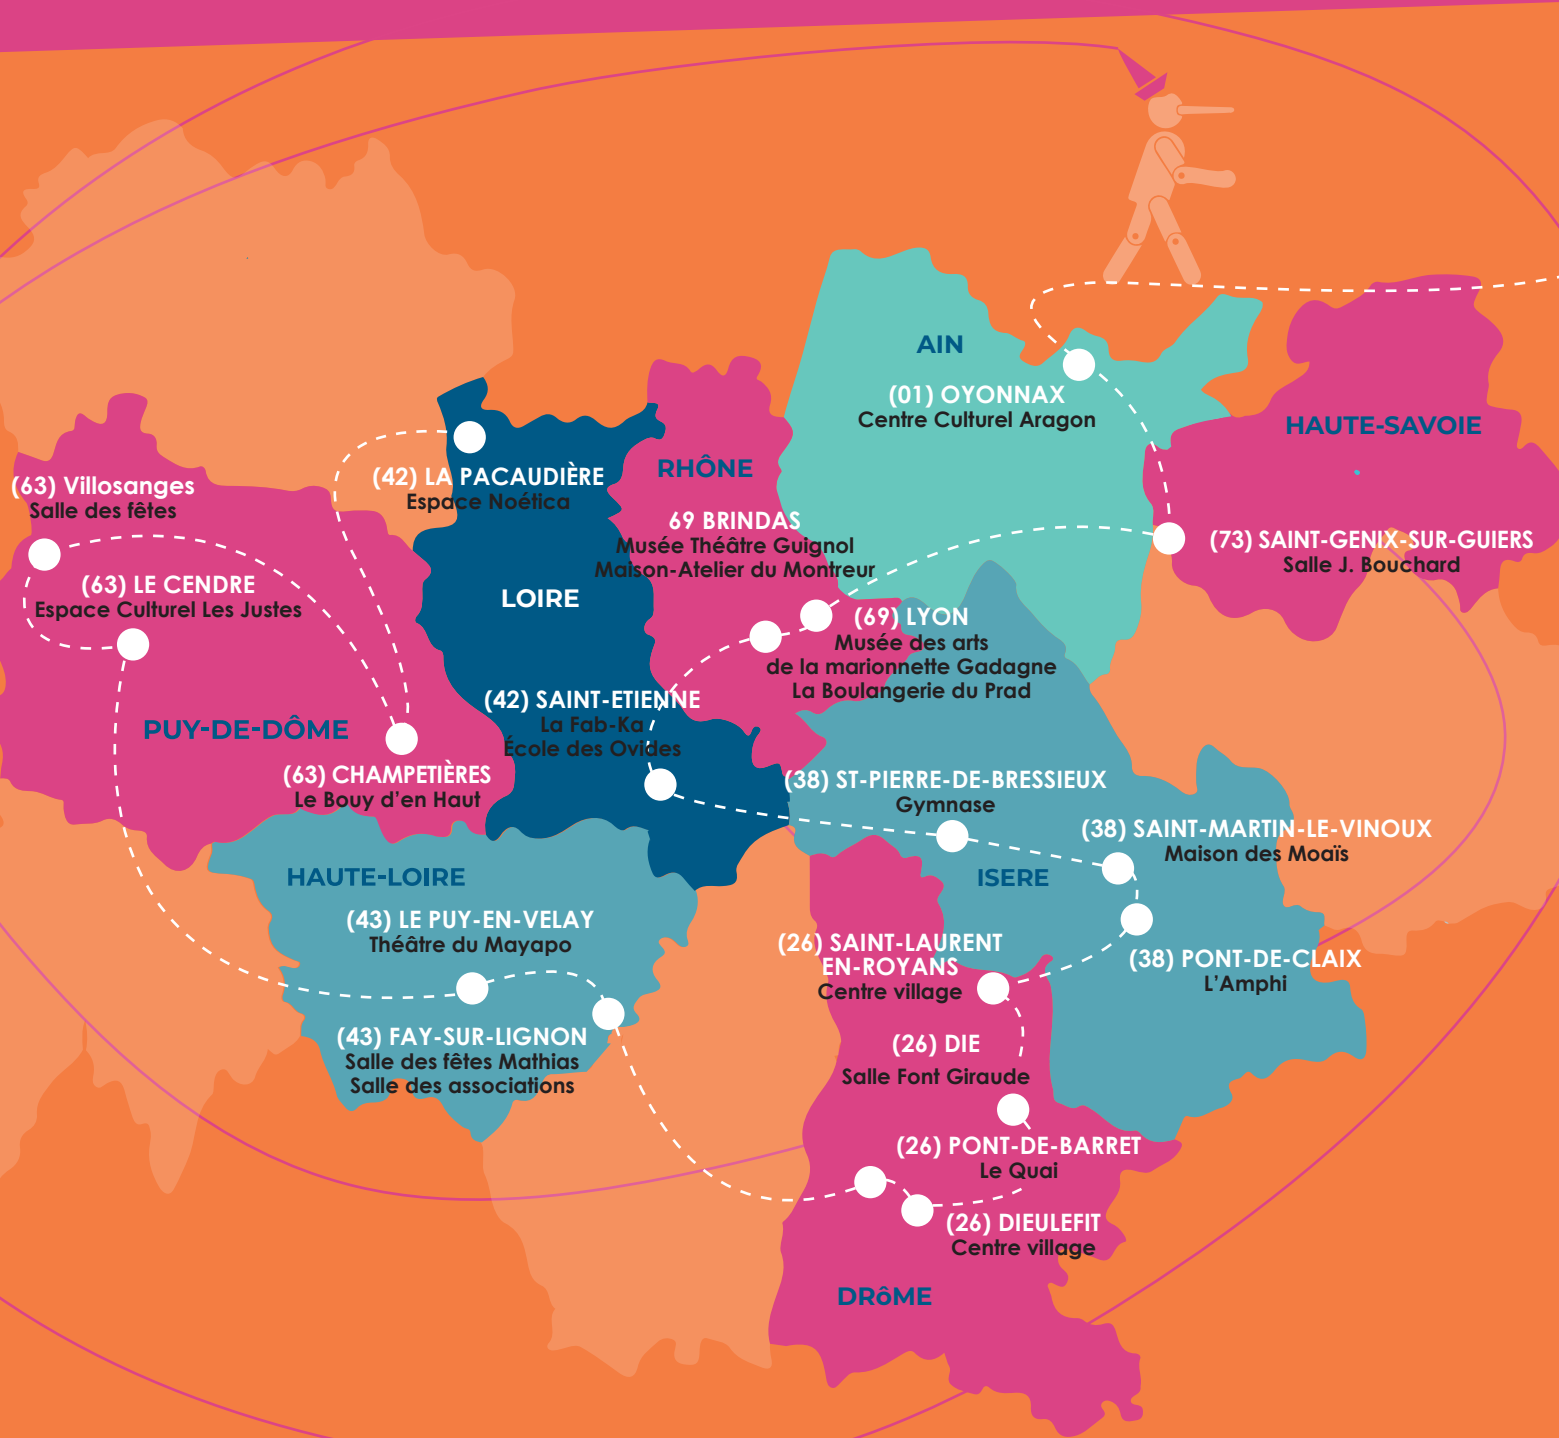 AIN
(01) OYONNAX
Centre Culturel Aragon
HAUTE-SAVOIE
RHÔNE
(42) LA PACAUDIÈRE
Espace Noética
(63) Villosanges
Salle des fêtes
69 BRINDAS
Musée Théâtre Guignol
Maison-Atelier du Montreur
(73) SAINT-GENIX-SUR-GUIERS
Salle J. Bouchard
(63) LE CENDRE
Espace Culturel Les Justes
LOIRE
(69) LYON
Musée des arts
de la marionnette Gadagne
La Boulangerie du Prad
(42) SAINT-ETIENNE
La Fab-Ka
École des Ovides
PUY-DE-DÔME
(63) CHAMPETIÈRES
Le Bouy d'en Haut
(38) ST-PIERRE-DE-BRESSIEUX
Gymnase
(38) SAINT-MARTIN-LE-VINOUX
Maison des Moaïs
HAUTE-LOIRE
ISERE
(43) LE PUY-EN-VELAY
Théâtre du Mayapo
(26) SAINT-LAURENT
EN-ROYANS
Centre village
(38) PONT-DE-CLAIX
L'Amphi
(43) FAY-SUR-LIGNON
Salle des fêtes Mathias
Salle des associations
(26) DIE
Salle Font Giraude
(26) PONT-DE-BARRET
Le Quai
(26) DIEULEFIT
Centre village
DRôME